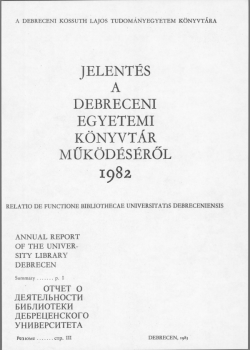 A DEBRECENI KOSSUTH LAJOS TUDOMÁNYEGYETEM KÖNYVTÁRA
JELENTÉS
A
DEBRECENI
EGYETEMI
KÖNYVTÁR
MŰKÖDÉSÉRŐL
1982
RELATIO DE FUNCTIONE BIBLIOTHECAE UNIVERSITATIS DEBRECENIENSIS
ANNUAL REPORT
OF THE UNIVER-
SITY LIBRARY
DEBRECEN
Summary ....... p. I
ОТЧЕТ О
ДЕЯТЕЛЬНОСТИ
БИБЛИОТЕКИ
ДЕБРЕЦЕНСКОГО
УНИВЕРСИТЕТА
Резюме ....... стр. III
DEBRECEN, 1983